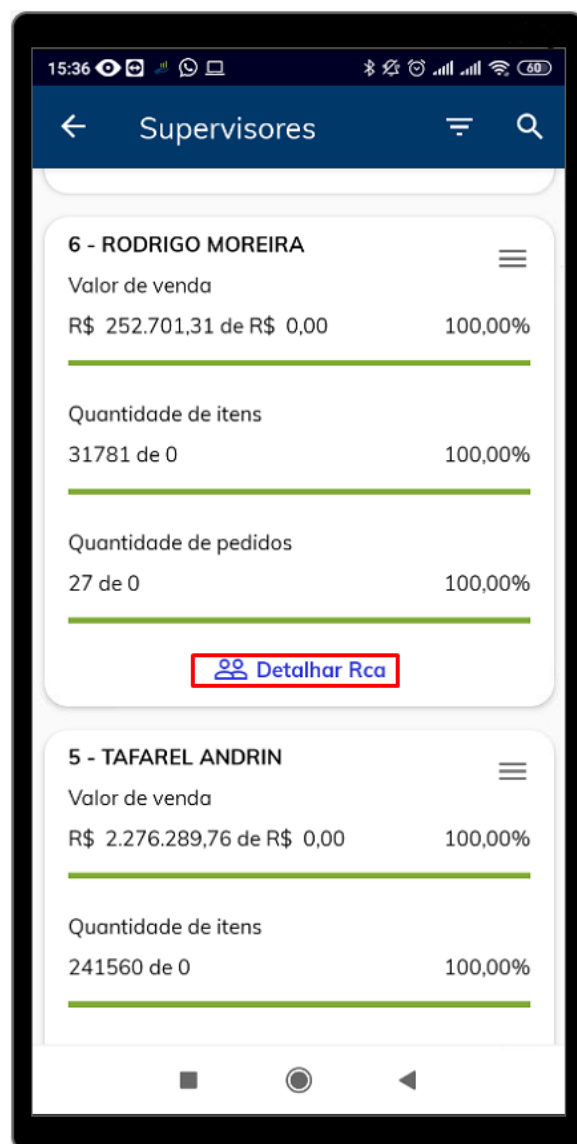 15:36 60
Supervisores
6 - RODRIGO MOREIRA
Valor de venda
R$ 252.701,31 de R$ 0,00 100,00%
Quantidade de itens
31781 de 0 100,00%
Quantidade de pedidos
27 de 0 100,00%
Detalhar Rca
5 - TAFAREL ANDRIN
Valor de venda
R$ 2.276.289,76 de R$ 0,00 100,00%
Quantidade de itens
241560 de 0 100,00%